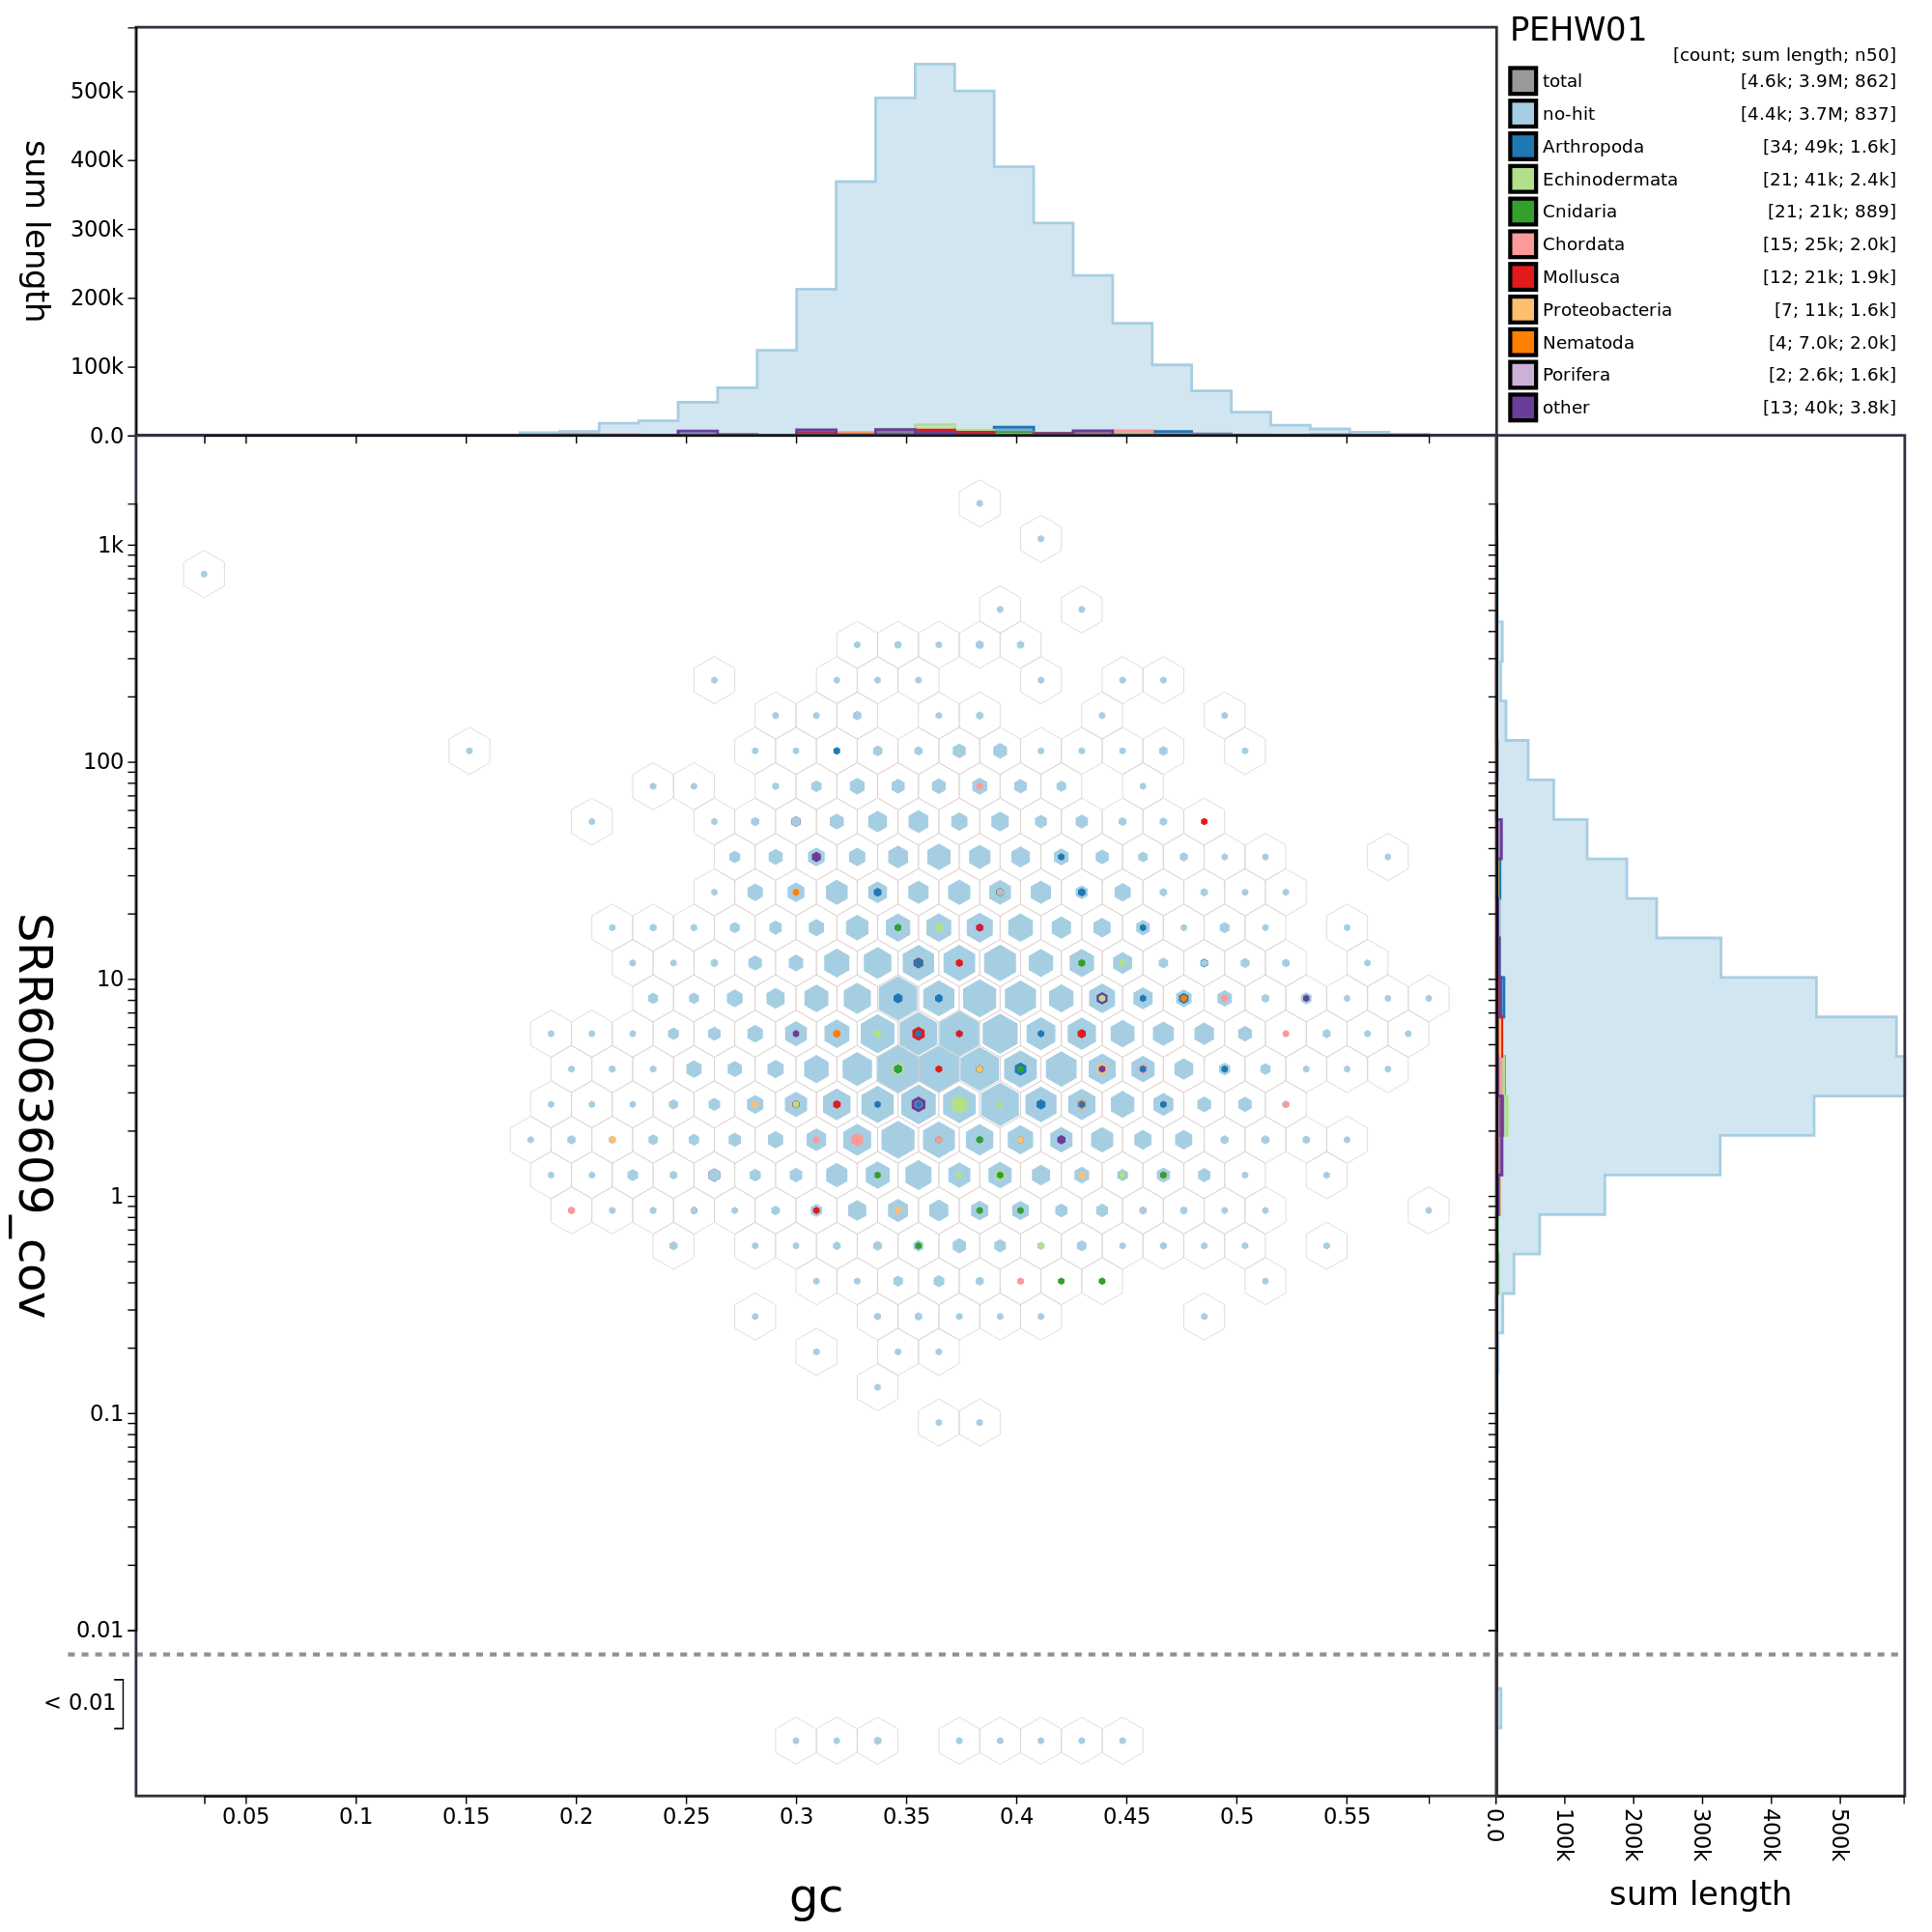 PEHW01
[count; sum length; n50]
total [4.6k; 3.9M; 862]
no-hit [4.4k; 3.7M; 837]
Arthropoda [34; 49k; 1.6k]
Echinodermata [21; 41k; 2.4k]
Cnidaria [21; 21k; 889]
Chordata [15; 25k; 2.0k]
Mollusca [12; 21k; 1.9k]
Proteobacteria [7; 11k; 1.6k]
Nematoda [4; 7.0k; 2.0k]
Porifera [2; 2.6k; 1.6k]
other [13; 40k; 3.8k]
sum length
500k
400k
300k
200k
100k
0.0
SRR6063609_cov
1k
100
10
1
0.1
0.01
< 0.01
0.05 0.1 0.15 0.2 0.25 0.3 0.35 0.4 0.45 0.5 0.55
gc
0.0 100k 200k 300k 400k 500k
sum length